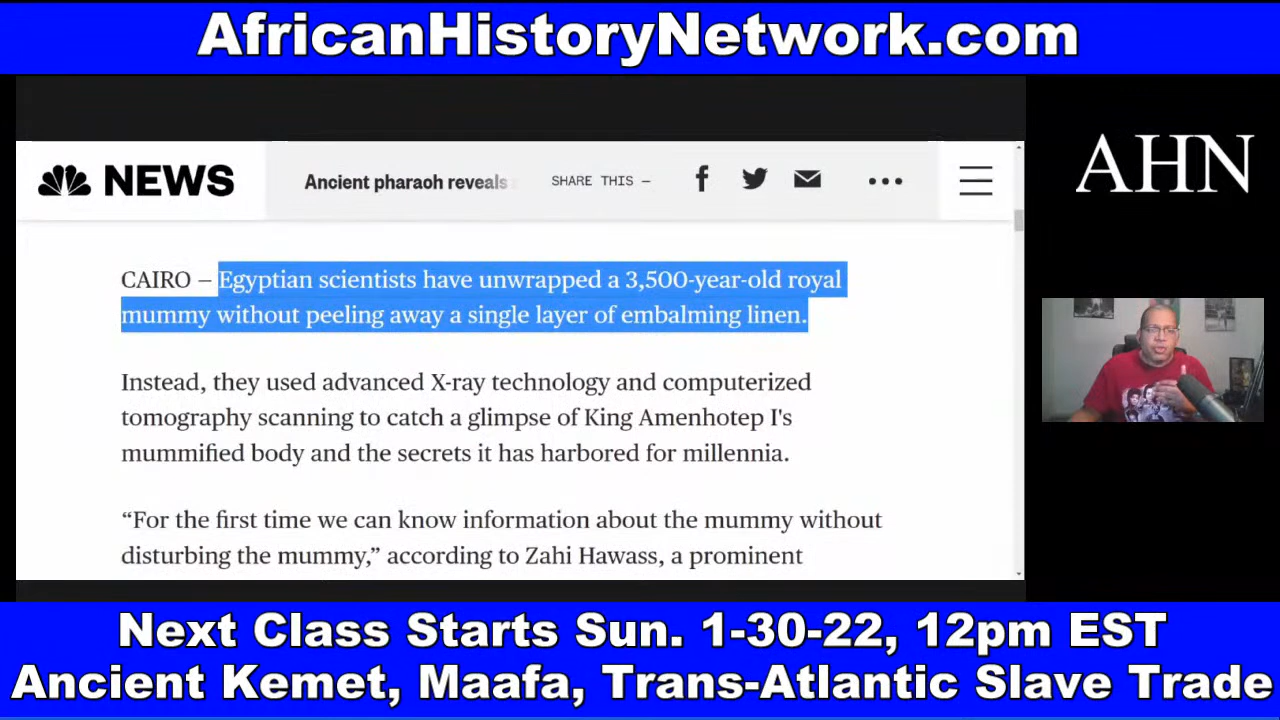 AfricanHistoryNetwork.com
AHN
NEWS
Ancient pharaoh reveals
SHARE THIS —
CAIRO — Egyptian scientists have unwrapped a 3,500-year-old royal
mummy without peeling away a single layer of embalming linen.
Instead, they used advanced X-ray technology and computerized
tomography scanning to catch a glimpse of King Amenhotep I's
mummified body and the secrets it has harbored for millennia.
“For the first time we can know information about the mummy without
disturbing the mummy,” according to Zahi Hawass, a prominent
Next Class Starts Sun. 1-30-22, 12pm EST
Ancient Kemet, Maafa, Trans-Atlantic Slave Trade